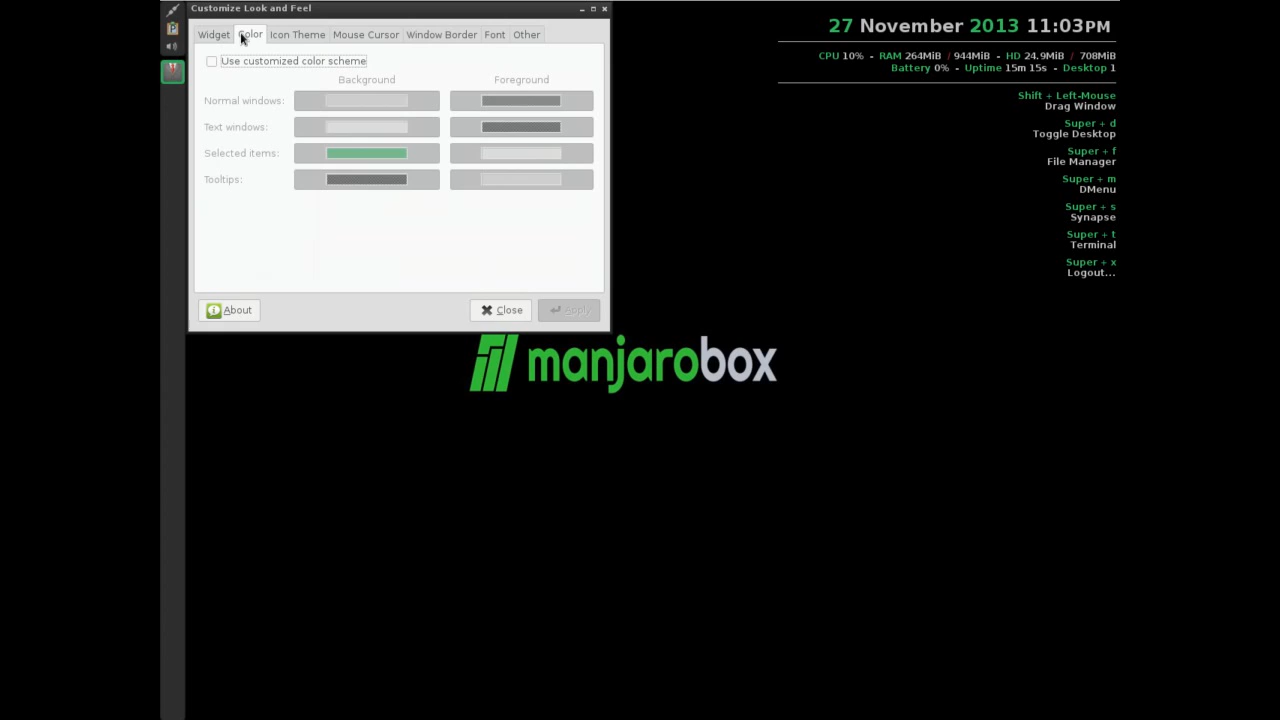 Customize Look and Feel
Widget Color Icon Theme Mouse Cursor Window Border Font Other
Use customized color scheme
Background Foreground
Normal windows:
Text windows:
Selected items:
Tooltips:
About Close Apply
27 November 2013 11:03PM
CPU 10% - RAM 264MiB / 944MiB - HD 24.9MiB / 708MiB
Battery 0% - Uptime 15m 15s - Desktop 1
Shift + Left-Mouse
Drag Window
Super + d
Toggle Desktop
Super + f
File Manager
Super + m
DMenu
Super + s
Synapse
Super + t
Terminal
Super + x
Logout...
manjarobox